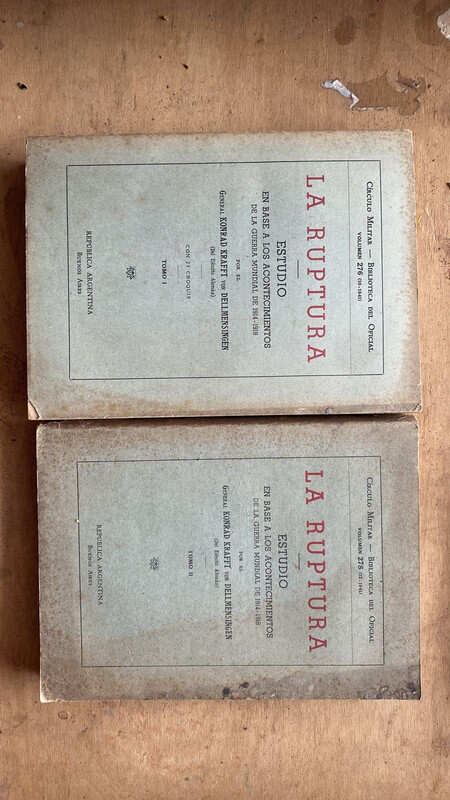 Círculo Militar — Biblioteca del Oficial
LA RUPTURA
ESTUDIO
EN BASE A LOS ACONTECIMIENTOS
DE LA GUERRA MUNDIAL DE 1914-1918
POR EL
General KONRAD KRAFFT von DELLMENSINGEN
(Del Ejército Alemán)
TOMO I
REPUBLICA ARGENTINA
Buenos Aires
Círculo Militar — Biblioteca del Oficial
LA RUPTURA
ESTUDIO
EN BASE A LOS ACONTECIMIENTOS
DE LA GUERRA MUNDIAL DE 1914-1918
POR EL
General KONRAD KRAFFT von DELLMENSINGEN
(Del Ejército Alemán)
TOMO II
REPUBLICA ARGENTINA
Buenos Aires